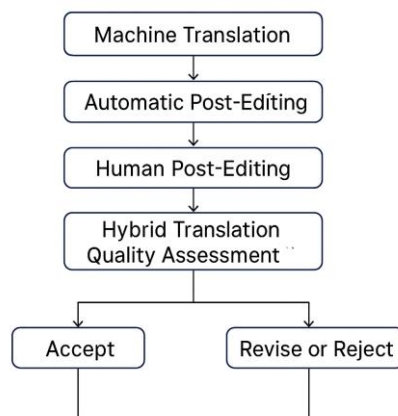 Machine Translation
Automatic Post-Editing
Human Post-Editing
Hybrid Translation
Quality Assessment
Accept
Revise or Reject